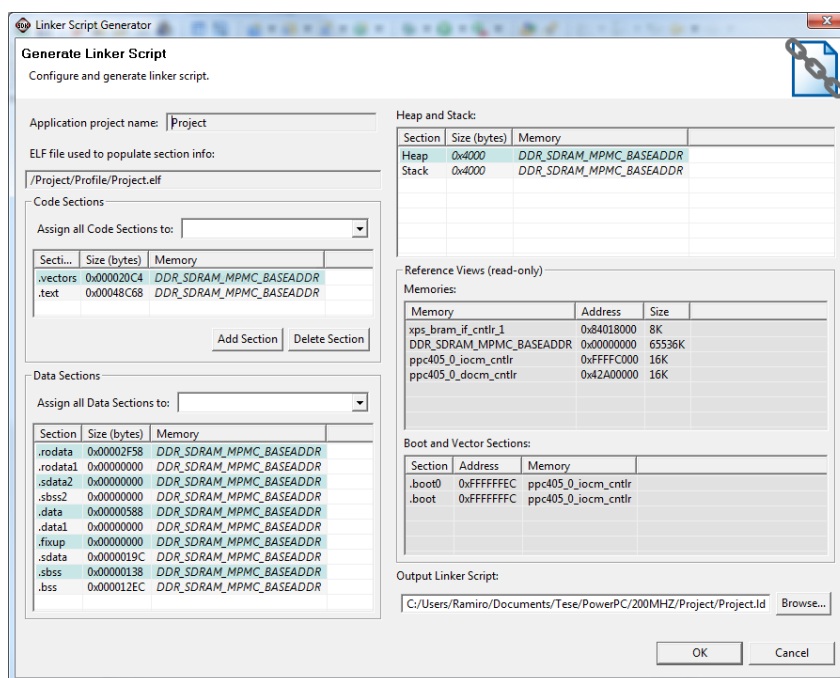 Linker Script Generator
Generate Linker Script
Configure and generate linker script.
Application project name: Project
ELF file used to populate section info:
/Project/Profile/Project.elf
Code Sections
Assign all Code Sections to:
Secti... Size (bytes) Memory
.vectors 0x000020C4 DDR_SDRAM_MPMC_BASEADDR
.text 0x00048C68 DDR_SDRAM_MPMC_BASEADDR
Add Section Delete Section
Data Sections
Assign all Data Sections to:
Section Size (bytes) Memory
.rodata 0x00002F58 DDR_SDRAM_MPMC_BASEADDR
.rodata1 0x00000000 DDR_SDRAM_MPMC_BASEADDR
.sdata2 0x00000000 DDR_SDRAM_MPMC_BASEADDR
.sbss2 0x00000000 DDR_SDRAM_MPMC_BASEADDR
.data 0x00000588 DDR_SDRAM_MPMC_BASEADDR
.data1 0x00000000 DDR_SDRAM_MPMC_BASEADDR
.fixup 0x00000000 DDR_SDRAM_MPMC_BASEADDR
.sdata 0x0000019C DDR_SDRAM_MPMC_BASEADDR
.sbss 0x00000138 DDR_SDRAM_MPMC_BASEADDR
.bss 0x000012EC DDR_SDRAM_MPMC_BASEADDR
Heap and Stack:
Section Size (bytes) Memory
Heap 0x4000 DDR_SDRAM_MPMC_BASEADDR
Stack 0x4000 DDR_SDRAM_MPMC_BASEADDR
Reference Views (read-only)
Memories:
Memory Address Size
xps_bram_if_cntlr_1 0x84018000 8K
DDR_SDRAM_MPMC_BASEADDR 0x00000000 65536K
ppc405_0_iocm_cntlr 0xFFFFC000 16K
ppc405_0_docm_cntlr 0x42A00000 16K
Boot and Vector Sections:
Section Address Memory
.boot0 0xFFFFFFEC ppc405_0_iocm_cntlr
.boot 0xFFFFFFFC ppc405_0_iocm_cntlr
Output Linker Script:
C:/Users/Ramiro/Documents/Tese/PowerPC/200MHZ/Project/Project.ld Browse...
OK Cancel